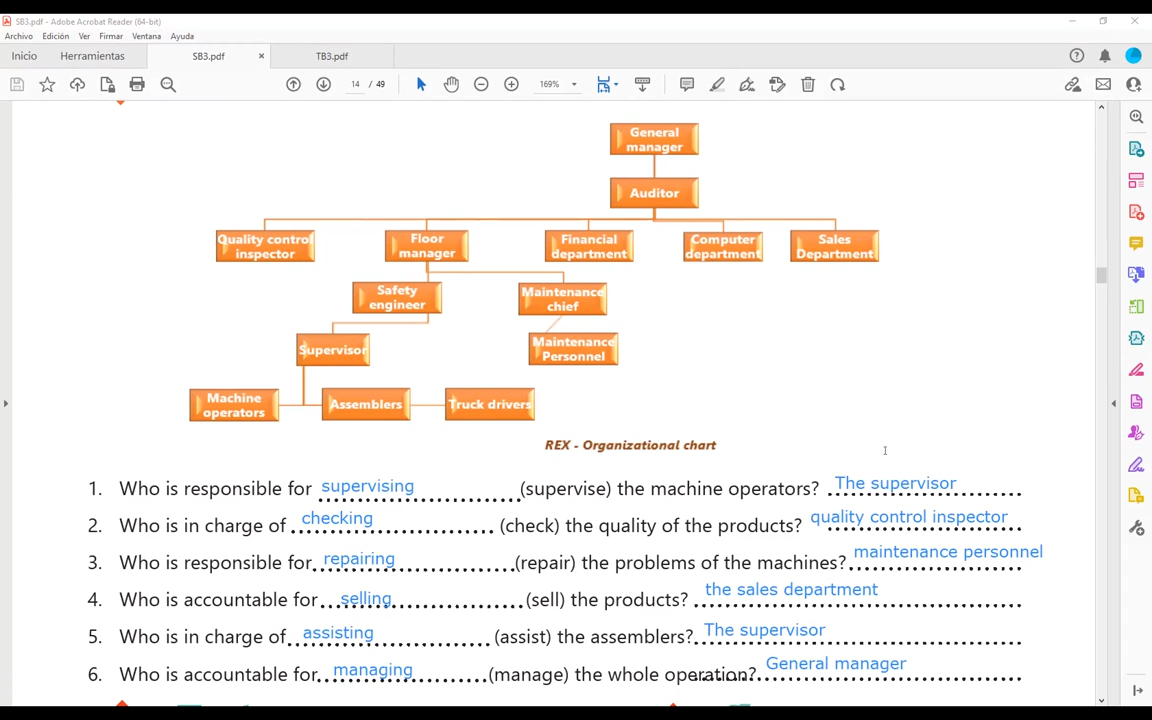 SB3.pdf - Adobe Acrobat Reader (64-bit)
Archivo Edición Ver Firmar Ventana Ayuda
Inicio Herramientas SB3.pdf × TB3.pdf
14 / 49 169%
General
manager
Auditor
Quality control
inspector
Floor
manager
Financial
department
Computer
department
Sales
Department
Safety
engineer
Maintenance
chief
Supervisor
Maintenance
Personnel
Machine
operators
Assemblers
Truck drivers
REX - Organizational chart
1. Who is responsible for supervising (supervise) the machine operators? The supervisor
2. Who is in charge of checking (check) the quality of the products? quality control inspector
3. Who is responsible for repairing (repair) the problems of the machines? maintenance personnel
4. Who is accountable for selling (sell) the products? the sales department
5. Who is in charge of assisting (assist) the assemblers? The supervisor
6. Who is accountable for managing (manage) the whole operation? General manager